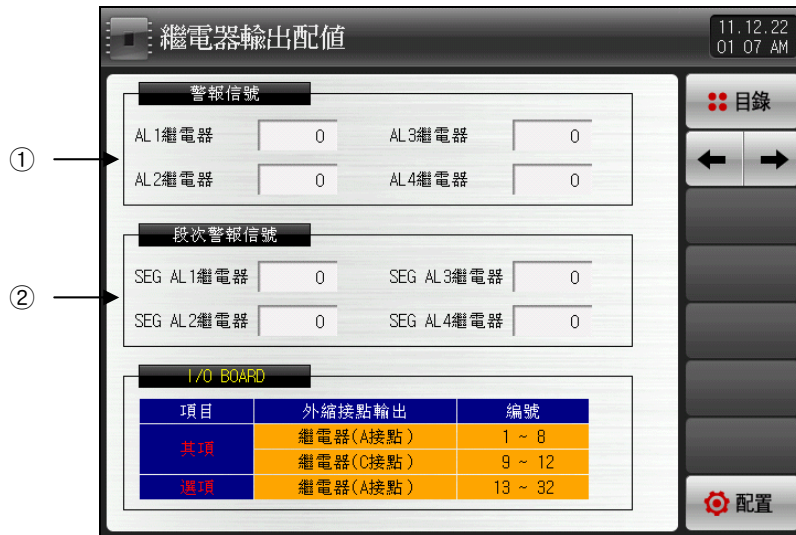 繼電器輸出配値
11.12.22
01 07 AM
警報信號
AL1繼電器 0 AL3繼電器 0
AL2繼電器 0 AL4繼電器 0
①
段次警報信號
SEG AL1繼電器 0 SEG AL3繼電器 0
SEG AL2繼電器 0 SEG AL4繼電器 0
②
I/O BOARD
項目 外縮接點輸出 編號
其項 繼電器(A接點) 1 ~ 8
繼電器(C接點) 9 ~ 12
選項 繼電器(A接點) 13 ~ 32
目錄
配置